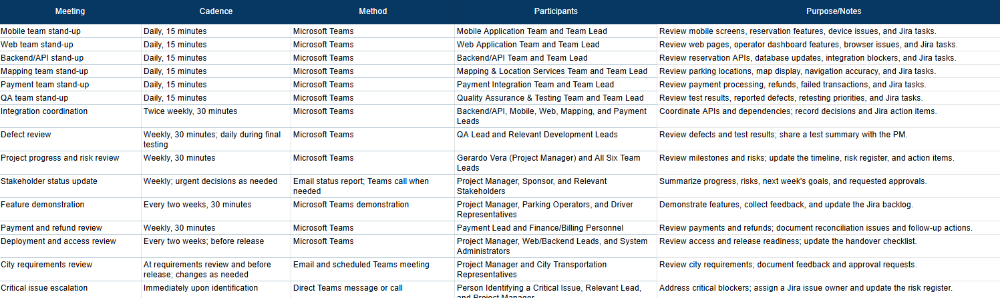 Meeting Cadence Method Participants Purpose/Notes
Mobile team stand-up Daily, 15 minutes Microsoft Teams Mobile Application Team and Team Lead Review mobile screens, reservation features, device issues, and Jira tasks.
Web team stand-up Daily, 15 minutes Microsoft Teams Web Application Team and Team Lead Review web pages, operator dashboard features, browser issues, and Jira tasks.
Backend/API stand-up Daily, 15 minutes Microsoft Teams Backend/API Team and Team Lead Review reservation APIs, database updates, integration blockers, and Jira tasks.
Mapping team stand-up Daily, 15 minutes Microsoft Teams Mapping & Location Services Team and Team Lead Review parking locations, map display, navigation accuracy, and Jira tasks.
Payment team stand-up Daily, 15 minutes Microsoft Teams Payment Integration Team and Team Lead Review payment processing, refunds, failed transactions, and Jira tasks.
QA team stand-up Daily, 15 minutes Microsoft Teams Quality Assurance & Testing Team and Team Lead Review test results, reported defects, retesting priorities, and Jira tasks.
Integration coordination Twice weekly, 30 minutes Microsoft Teams Backend/API, Mobile, Web, Mapping, and Payment Coordinate APIs and dependencies; record decisions and Jira action items.
Leads
Defect review Weekly, 30 minutes; daily during final Microsoft Teams QA Lead and Relevant Development Leads Review defects and test results; share a test summary with the PM.
testing
Project progress and risk review Weekly, 30 minutes Microsoft Teams Gerardo Vera (Project Manager) and All Six Team Review milestones and risks; update the timeline, risk register, and action items.
Leads
Stakeholder status update Weekly; urgent decisions as needed Email status report; Teams call when Project Manager, Sponsor, and Relevant Summarize progress, risks, next week's goals, and requested approvals.
needed Stakeholders
Feature demonstration Every two weeks, 30 minutes Microsoft Teams demonstration Project Manager, Parking Operators, and Driver Demonstrate features, collect feedback, and update the Jira backlog.
Representatives
Payment and refund review Weekly, 30 minutes Microsoft Teams Payment Lead and Finance/Billing Personnel Review payments and refunds; document reconciliation issues and follow-up actions.
Deployment and access review Every two weeks; before release Microsoft Teams Project Manager, Web/Backend Leads, and System Review access and release readiness; update the handover checklist.
Administrators
City requirements review At requirements review and before Email and scheduled Teams meeting Project Manager and City Transportation Review city requirements; document feedback and approval requests.
release; changes as needed Representatives
Critical issue escalation Immediately upon identification Direct Teams message or call Person Identifying a Critical Issue, Relevant Lead, Address critical blockers; assign a Jira issue owner and update the risk register.
and Project Manager